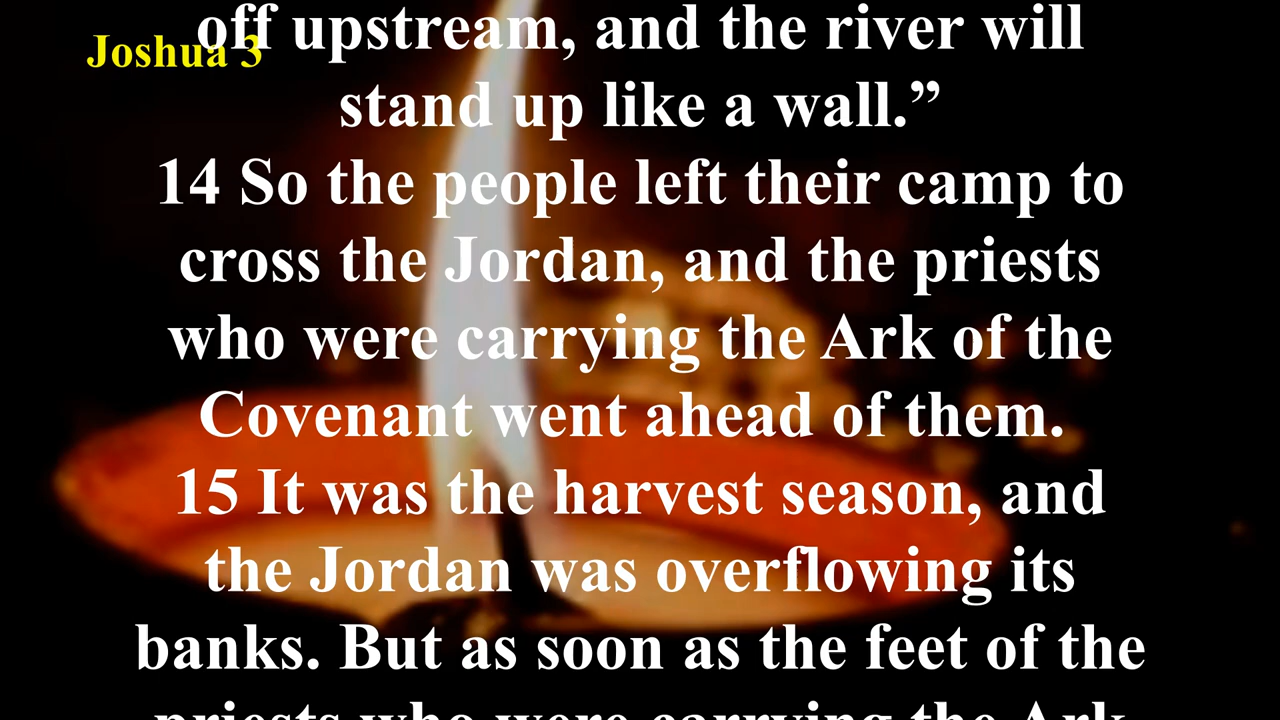 Joshua 3
off upstream, and the river will
stand up like a wall.”
14 So the people left their camp to
cross the Jordan, and the priests
who were carrying the Ark of the
Covenant went ahead of them.
15 It was the harvest season, and
the Jordan was overflowing its
banks. But as soon as the feet of the
priests who were carrying the Ark